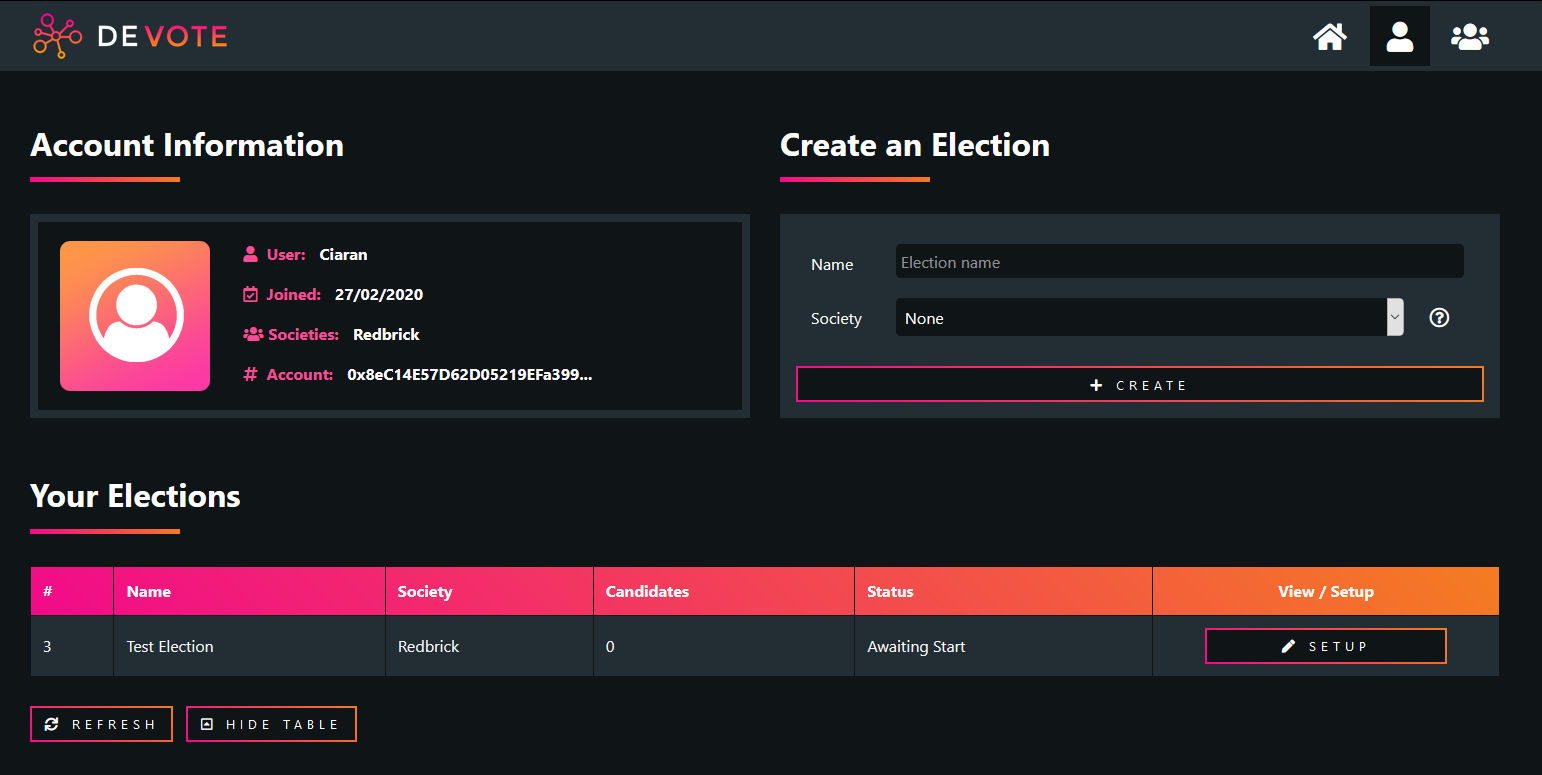 DEVOTE
Account Information
User: Ciaran
Joined: 27/02/2020
Societies: Redbrick
# Account: 0x8eC14E57D62D05219EFa399...
Create an Election
Name Election name
Society None
+ CREATE
Your Elections
# Name Society Candidates Status View / Setup
3 Test Election Redbrick 0 Awaiting Start SETUP
REFRESH HIDE TABLE